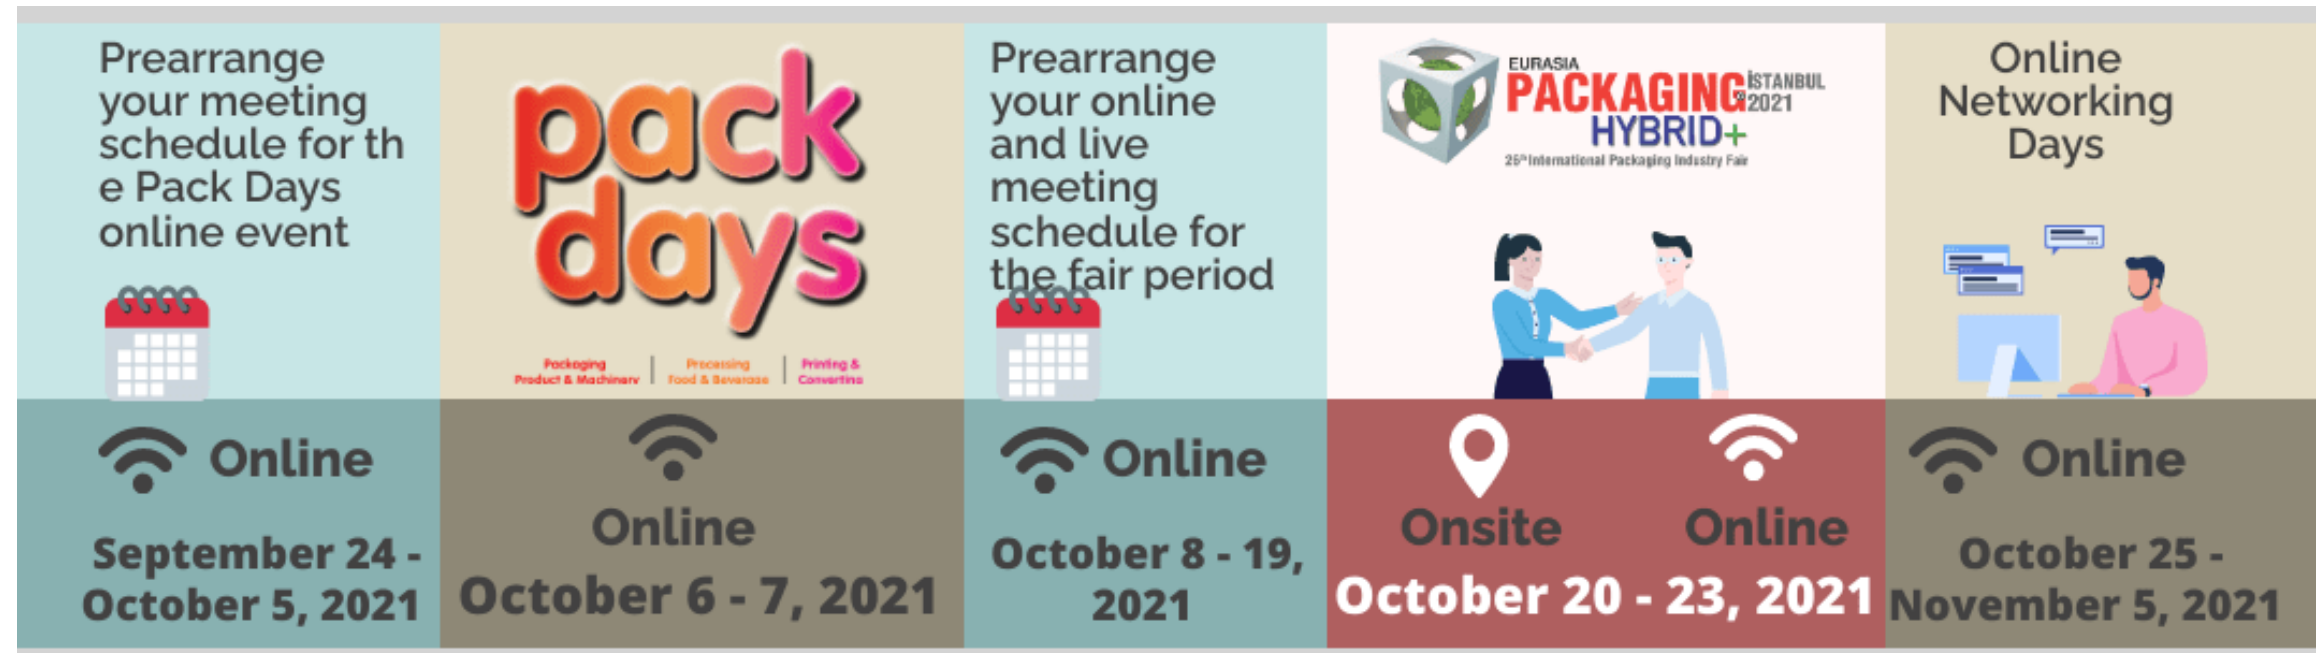 Prearrange
your meeting
schedule for th
e Pack Days
online event
Online
September 24 -
October 5, 2021
pack
days
Packaging
Product & Machinery
Processing
Food & Beverage
Printing &
Converting
Online
October 6 - 7, 2021
Prearrange
your online
and live
meeting
schedule for
the fair period
Online
October 8 - 19,
2021
EURASIA
PACKAGING İSTANBUL
2021
HYBRID+
26th International Packaging Industry Fair
Onsite
Online
October 20 - 23, 2021
Online
Networking
Days
Online
October 25 -
November 5, 2021